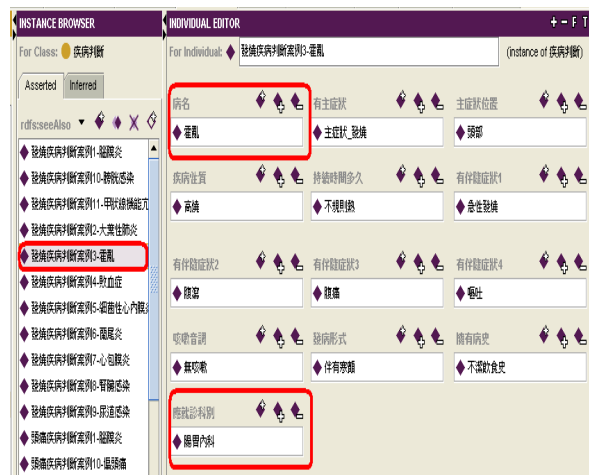 INSTANCE BROWSER
For Class: 疾病判斷
Asserted Inferred
rdfs:seeAlso
發燒疾病判斷案例1-腦膜炎
發燒疾病判斷案例10-膀胱感染
發燒疾病判斷案例11-甲狀線機能亢
發燒疾病判斷案例2-大葉性肺炎
發燒疾病判斷案例3-霍亂
發燒疾病判斷案例4-敗血症
發燒疾病判斷案例5-細菌性心內膜
發燒疾病判斷案例6-闌尾炎
發燒疾病判斷案例7-心包膜炎
發燒疾病判斷案例8-腎臟感染
發燒疾病判斷案例9-尿道感染
頭痛疾病判斷案例1-腦膜炎
頭痛疾病判斷案例10-偏頭痛
INDIVIDUAL EDITOR + - F T
For Individual: 發燒疾病判斷案例3-霍亂 (instance of 疾病判斷)
病名 有主症狀 主症狀位置
霍亂 主症狀_發燒 頭部
疾病性質 持續時間多久 有伴隨症狀1
高燒 不規則熱 急性發燒
有伴隨症狀2 有伴隨症狀3 有伴隨症狀4
腹瀉 腹痛 嘔吐
咳嗽音調 發病形式 擁有病史
無咳嗽 伴有寒顫 不潔飲食史
應就診科別
腸胃內科